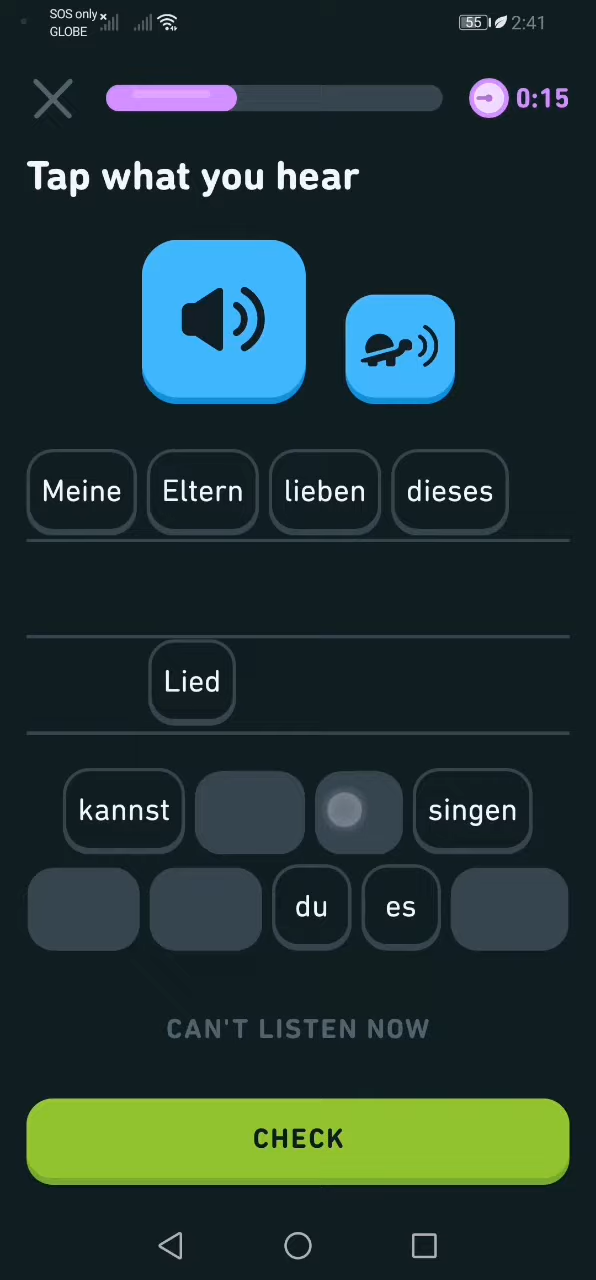 SOS only
GLOBE
55 2:41
0:15
Tap what you hear
Meine Eltern lieben dieses
Lied
kannst singen
du es
CAN'T LISTEN NOW
CHECK